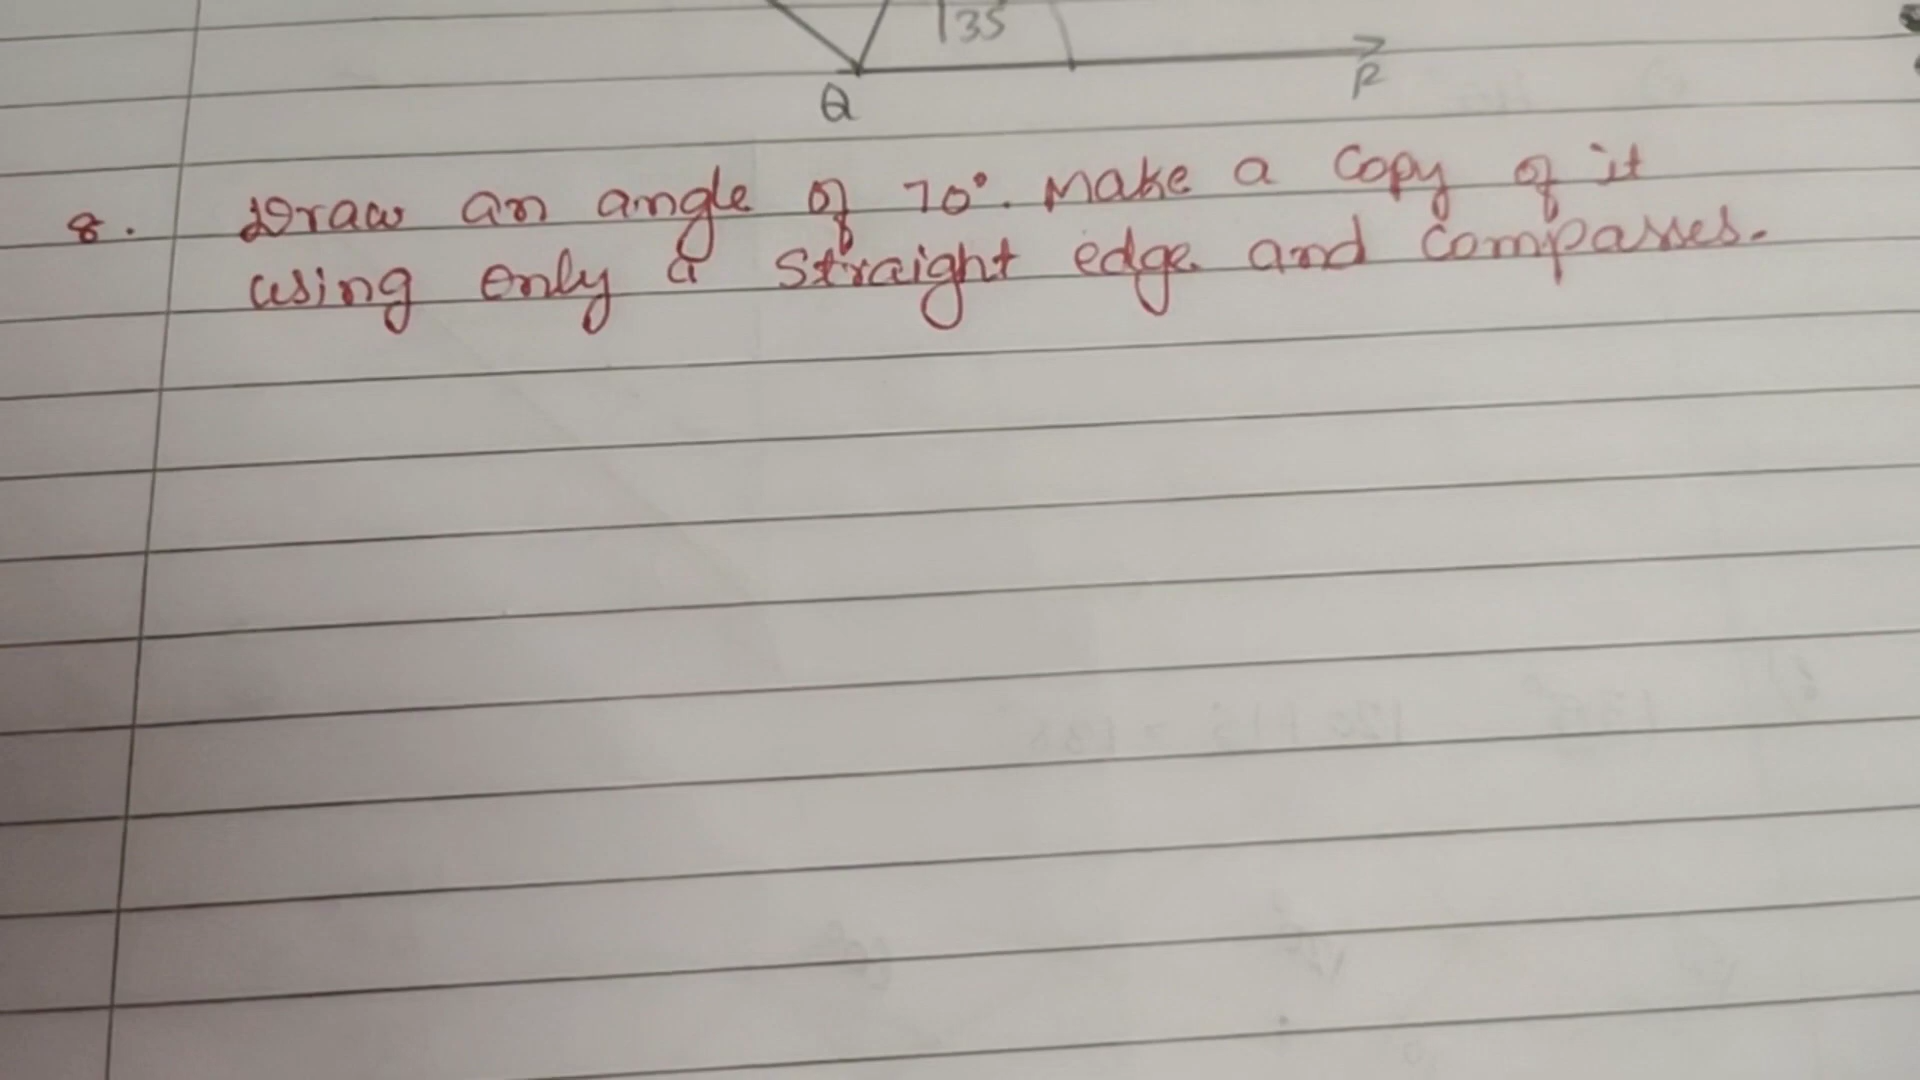 135
Q R
8. Draw an angle of 70°. Make a copy of it
using only a straight edge and compasses.